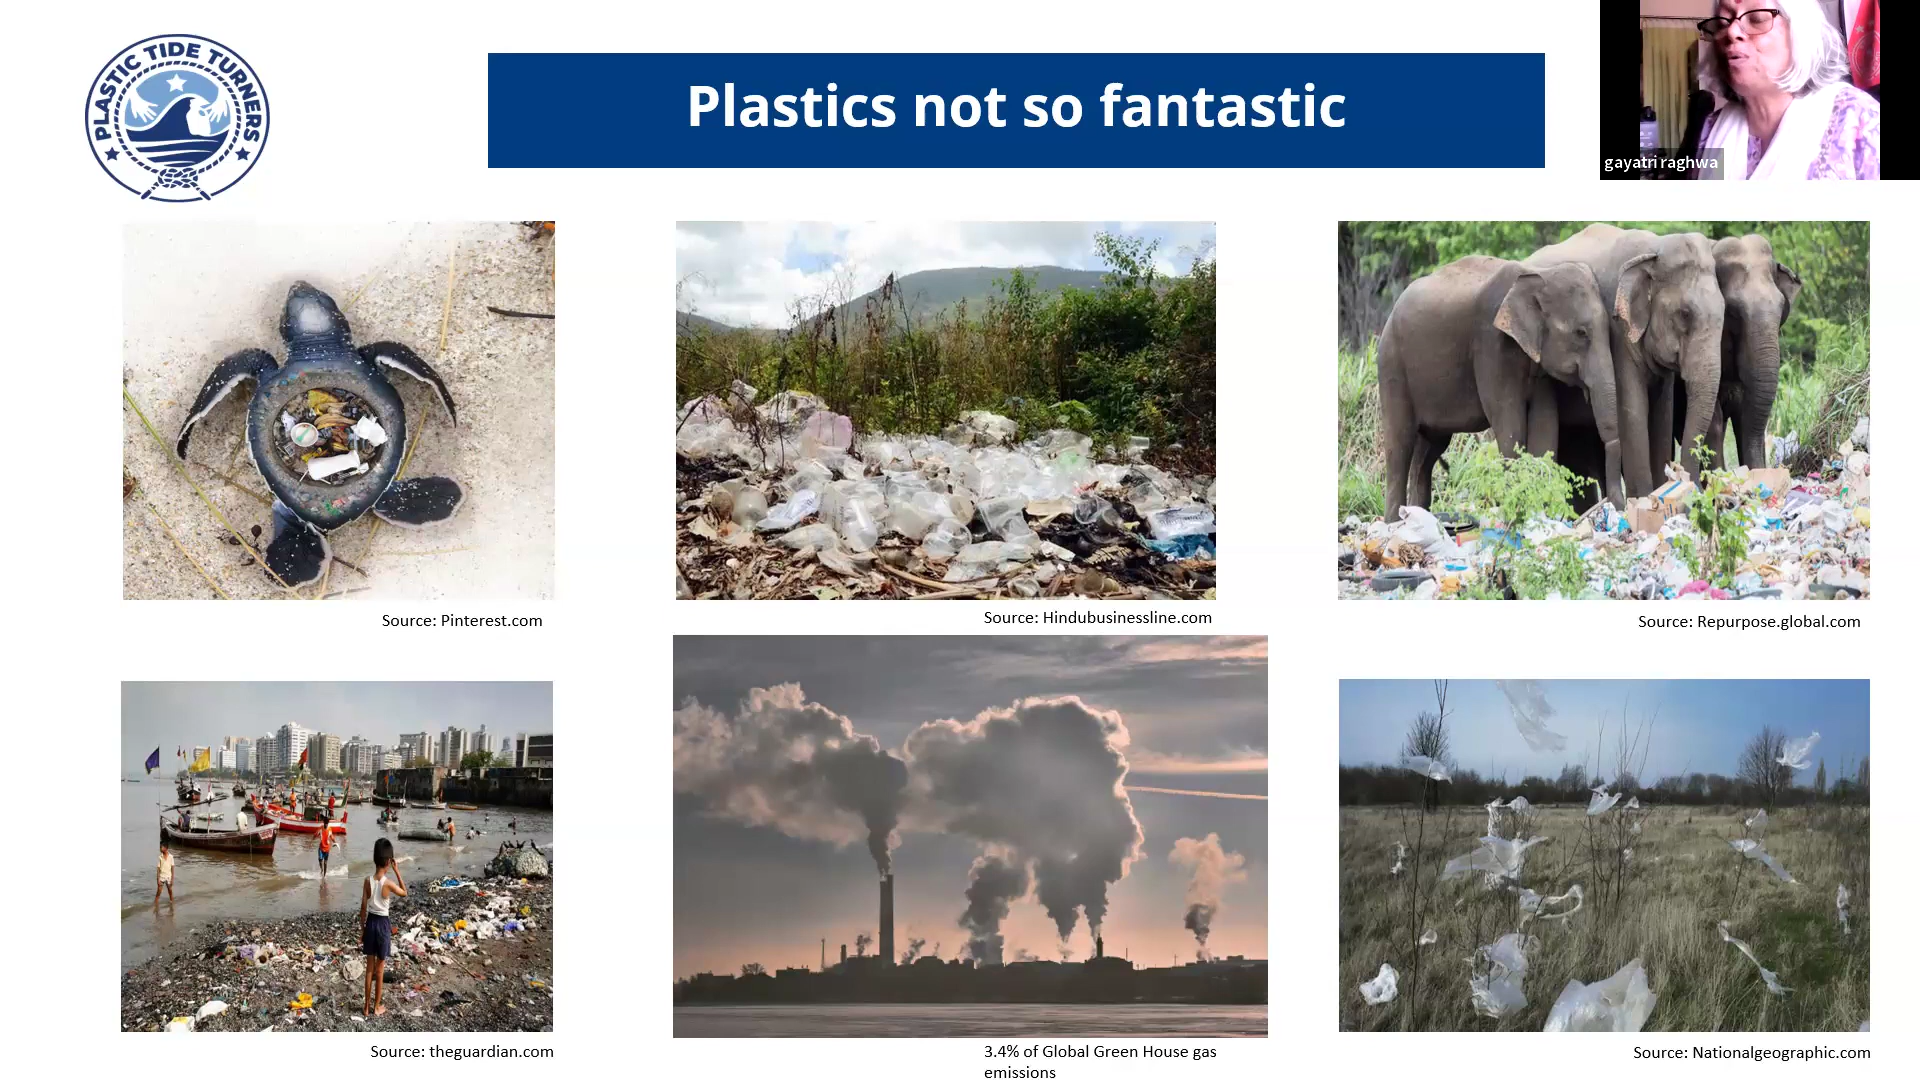 PLASTIC TIDE TURNERS
Plastics not so fantastic
gayatri raghwa
Source: Pinterest.com
Source: Hindubusinessline.com
Source: Repurpose.global.com
Source: theguardian.com
3.4% of Global Green House gas
emissions
Source: Nationalgeographic.com